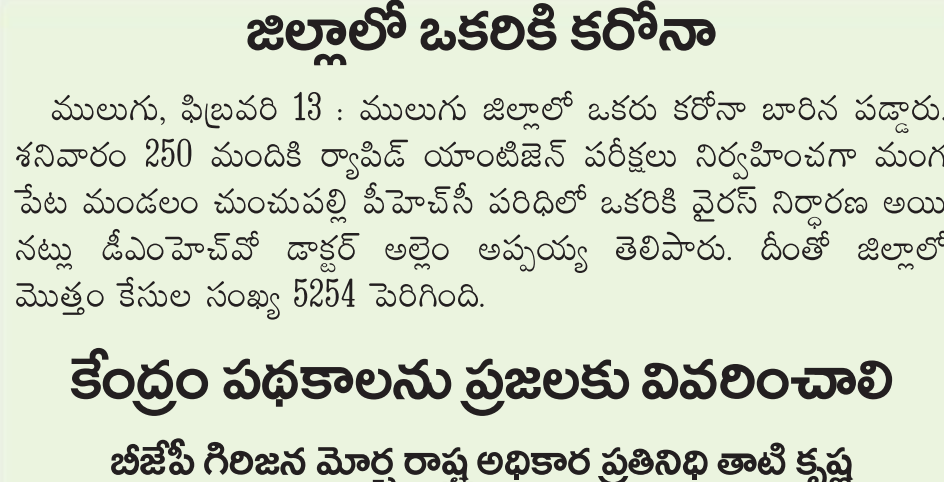 జిల్లాలో ఒకరికి కరోనా
ములుగు, ఫిబ్రవరి 13 : ములుగు జిల్లాలో ఒకరు కరోనా బారిన పడ్డారు.
శనివారం 250 మందికి ర్యాపిడ్ యాంటిజెన్ పరీక్షలు నిర్వహించగా మంగ
పేట మండలం చుంచుపల్లి పీహెచ్‌సీ పరిధిలో ఒకరికి వైరస్ నిర్ధారణ అయి
నట్లు డీఎంహెచ్‌వో డాక్టర్ అల్లెం అప్పయ్య తెలిపారు. దీంతో జిల్లాలో
మొత్తం కేసుల సంఖ్య 5254 పెరిగింది.
కేంద్రం పథకాలను ప్రజలకు వివరించాలి
బీజేపీ గిరిజన మోర్చ రాష్ట్ర అధికార ప్రతినిధి తాటి కృష్ణ